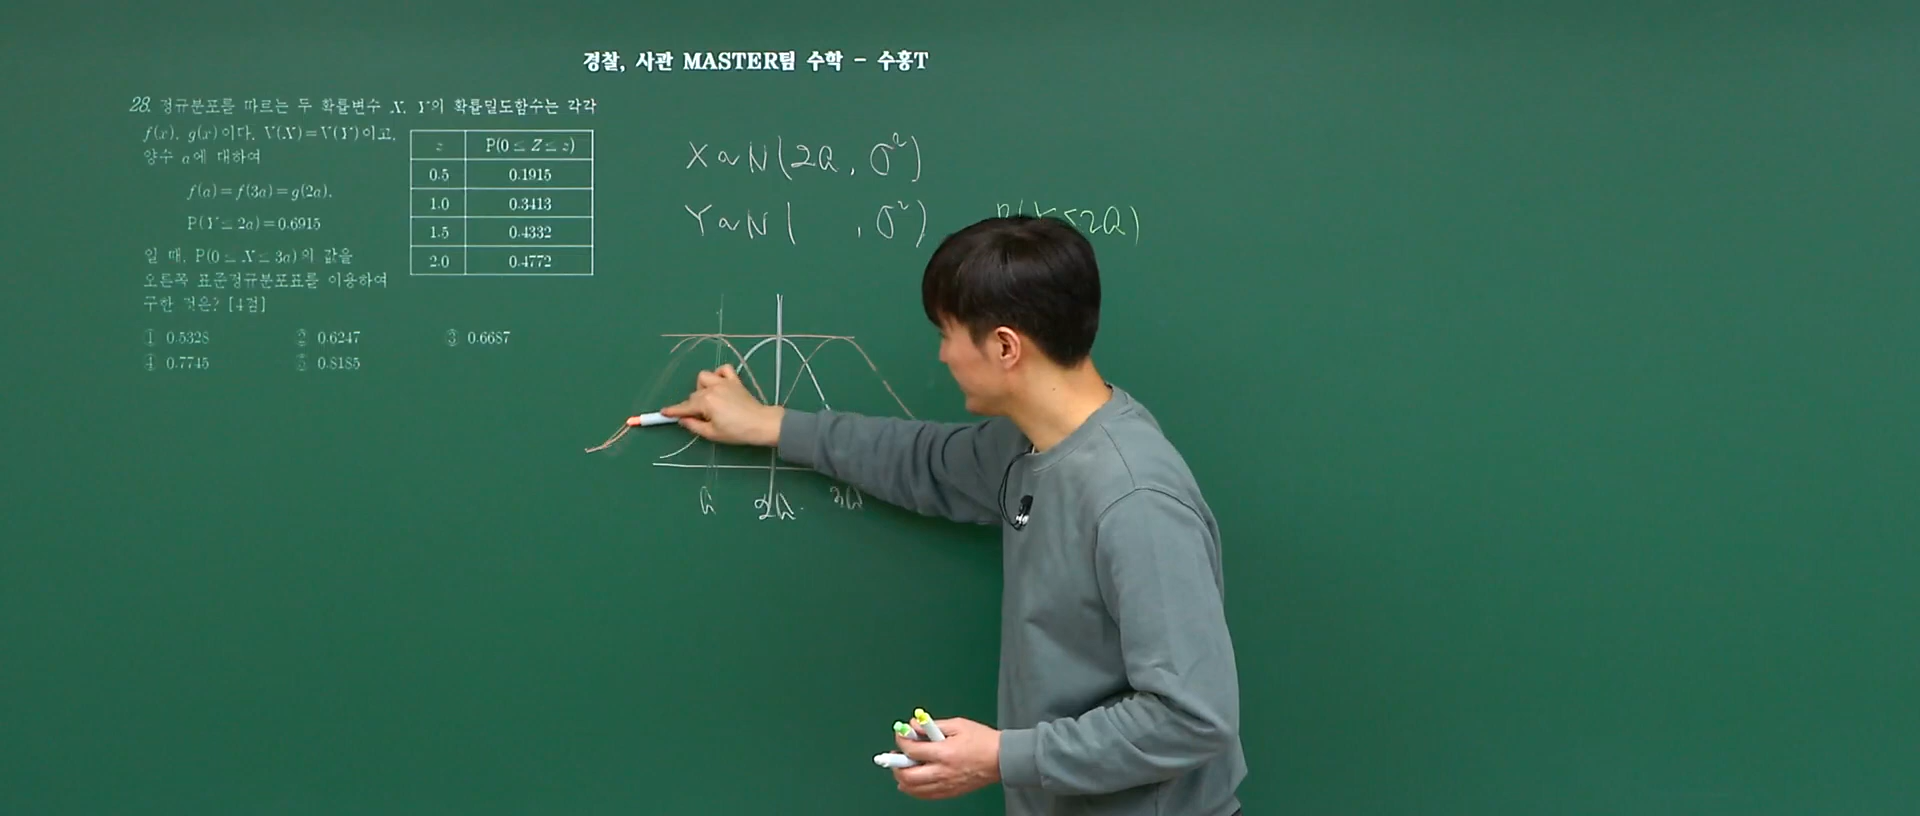 경찰, 사관 MASTER팀 수학 - 수홍T
28. 정규분포를 따르는 두 확률변수 X, Y의 확률밀도함수는 각각
f(x), g(x)이다. V(X)=V(Y)이고,
양수 a에 대하여
f(a)=f(3a)=g(2a),
P(Y≤2a)=0.6915
일 때, P(0≤X≤3a)의 값을
오른쪽 표준정규분포표를 이용하여
구한 것은? [4점]
z P(0≤Z≤z)
0.5 0.1915
1.0 0.3413
1.5 0.4332
2.0 0.4772
① 0.5328 ② 0.6247 ③ 0.6687
④ 0.7745 ⑤ 0.8185
X~N(2a, σ²)
Y~N( , σ²)
≤2a)
a 2a 3a